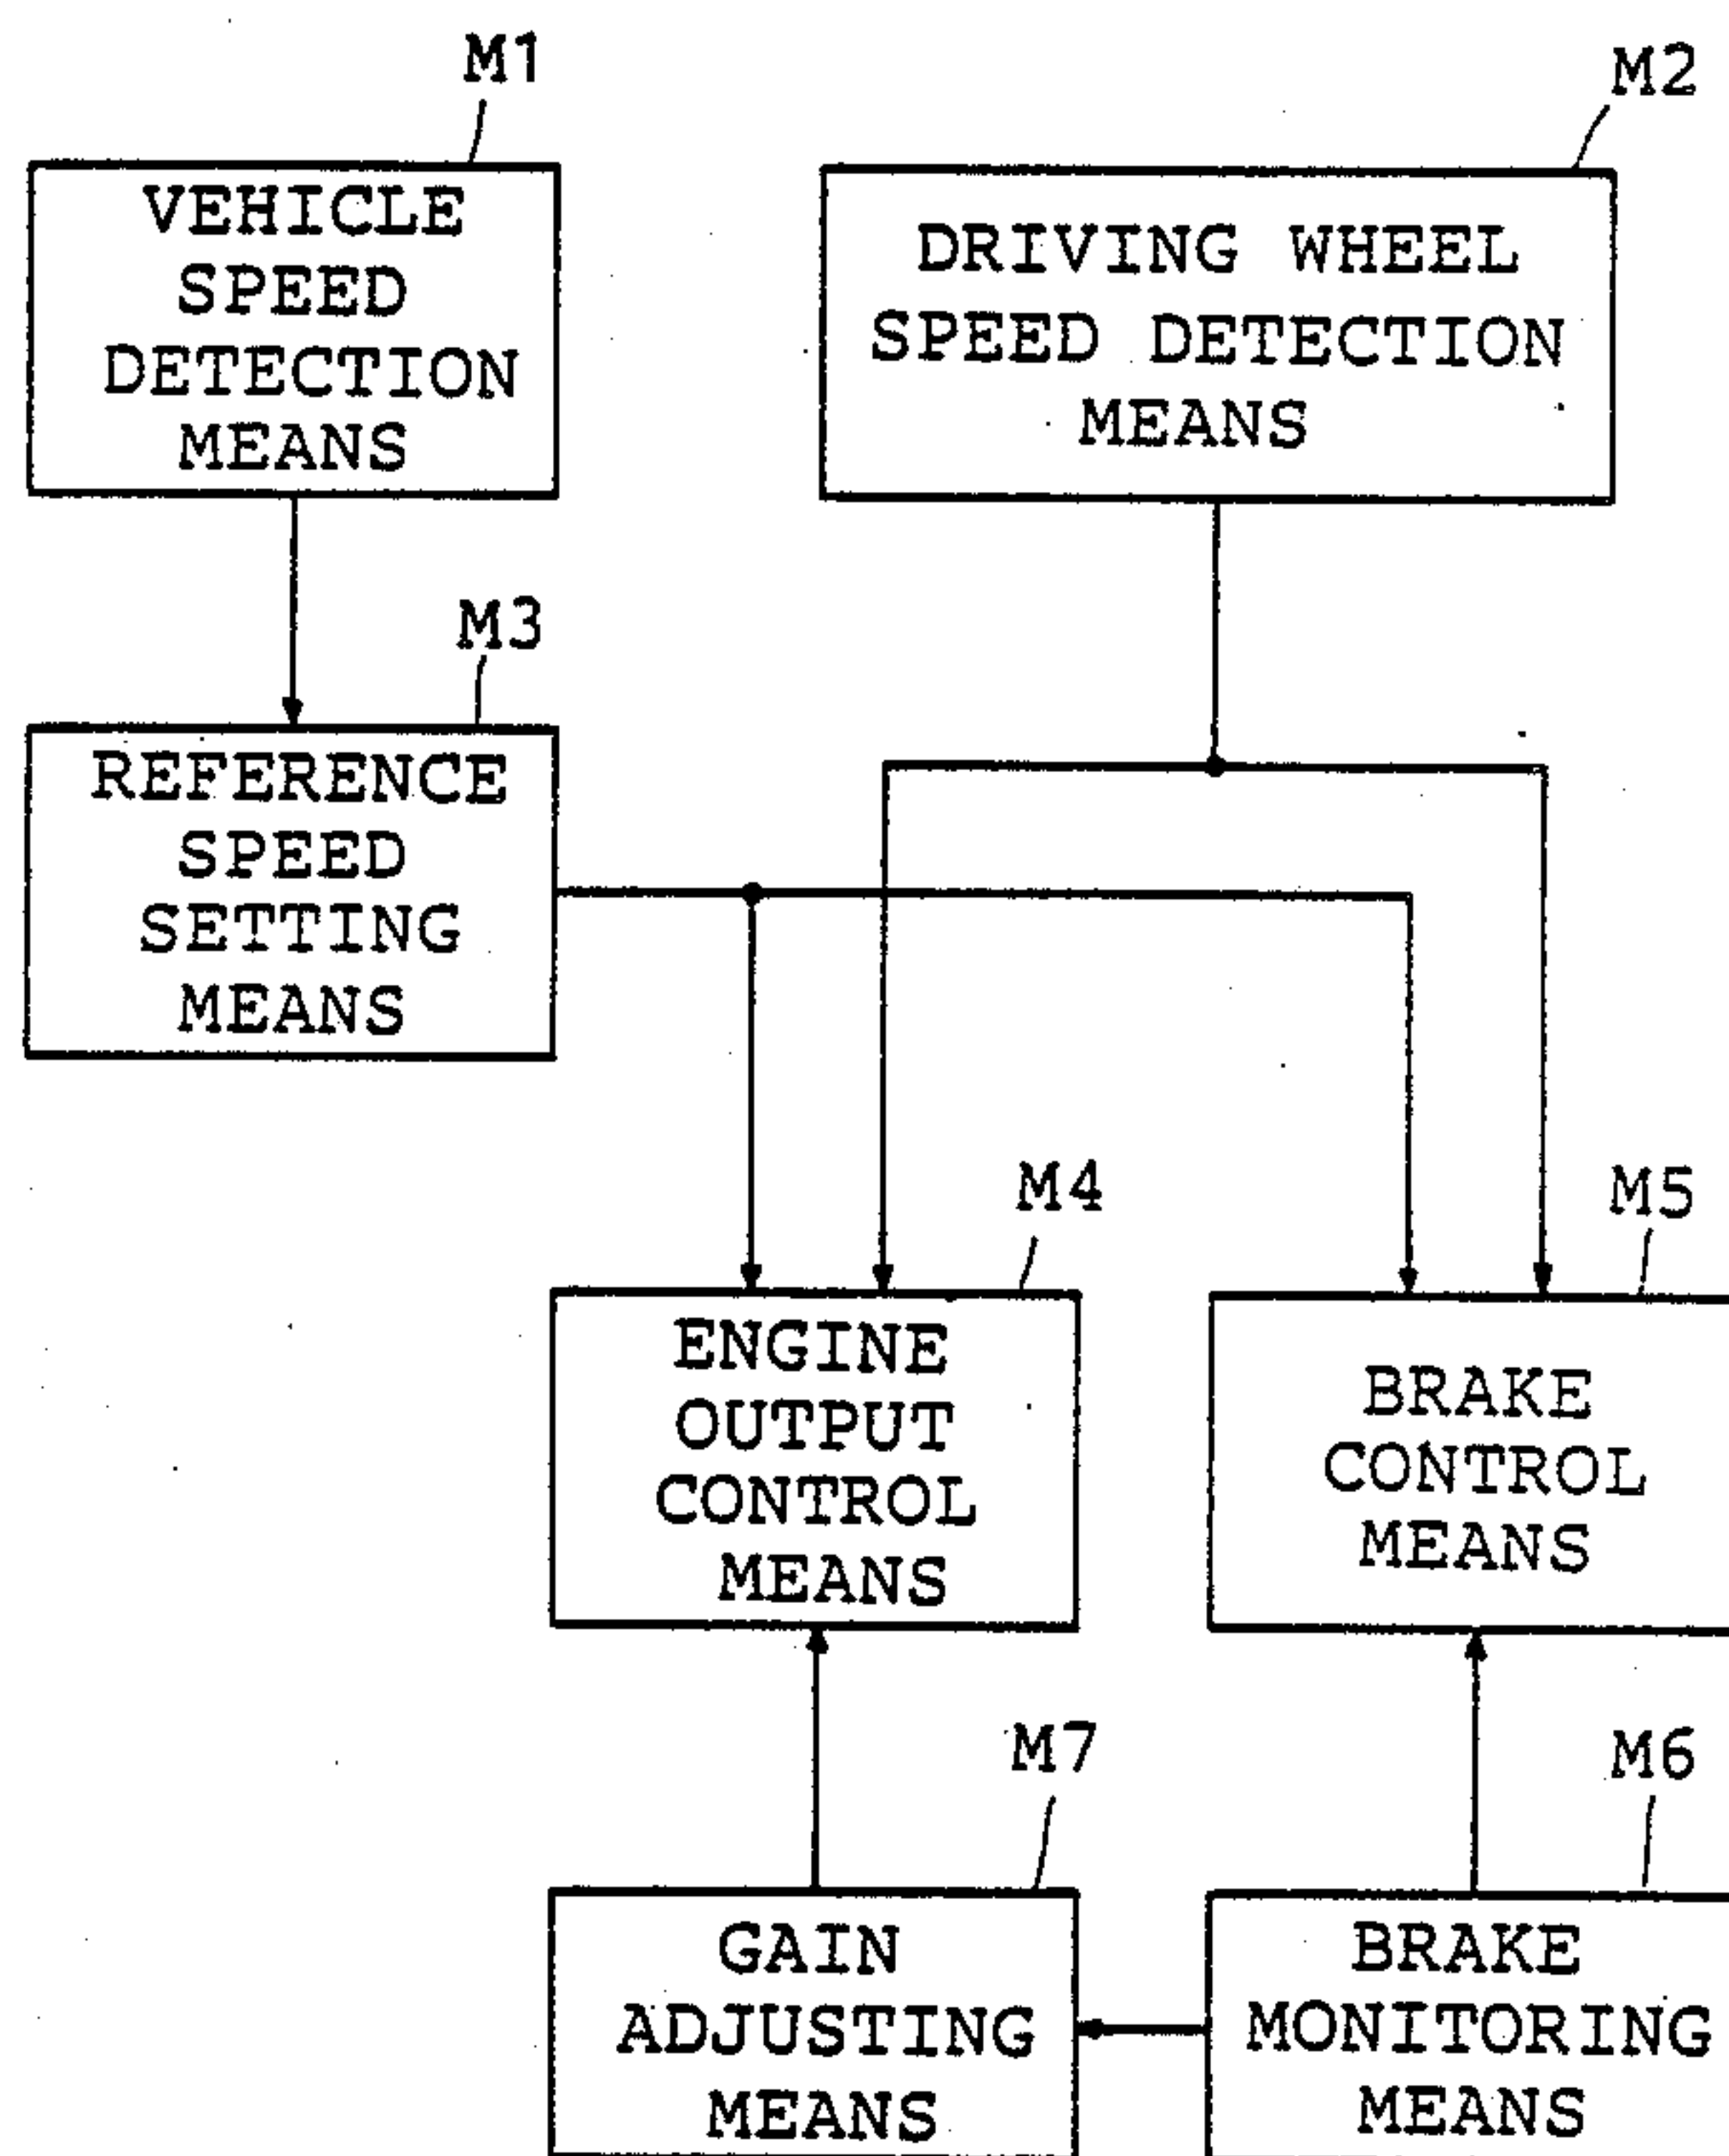 M1
VEHICLE
SPEED
DETECTION
MEANS
M2
DRIVING WHEEL
SPEED DETECTION
MEANS
M3
REFERENCE
SPEED
SETTING
MEANS
M4
ENGINE
OUTPUT
CONTROL
MEANS
M5
BRAKE
CONTROL
MEANS
M7
GAIN
ADJUSTING
MEANS
M6
BRAKE
MONITORING
MEANS